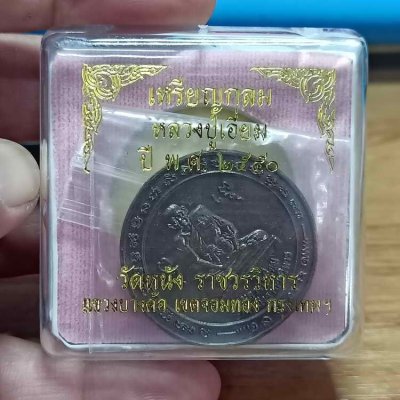 เหรียญกลม
หลวงปู่เอี่ยม
ปี พ.ศ. ๒๕๕๐
วัดหนัง ราชวรวิหาร
แขวงบางค้อ เขตจอมทอง กรุงเทพฯ